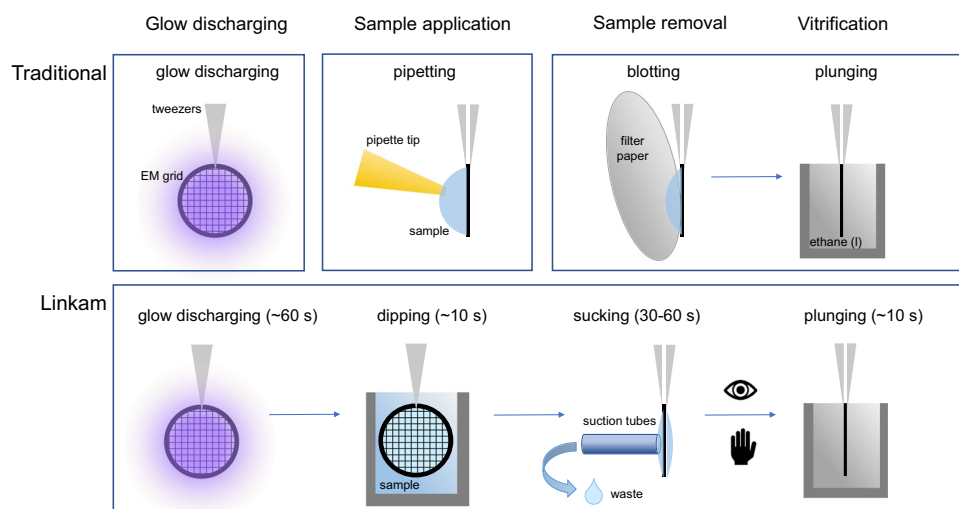 Glow discharging
Sample application
Sample removal
Vitrification
Traditional
glow discharging
pipetting
blotting
plunging
tweezers
pipette tip
filter
paper
EM grid
sample
ethane (l)
Linkam
glow discharging (~60 s)
dipping (~10 s)
sucking (30-60 s)
plunging (~10 s)
suction tubes
sample
waste